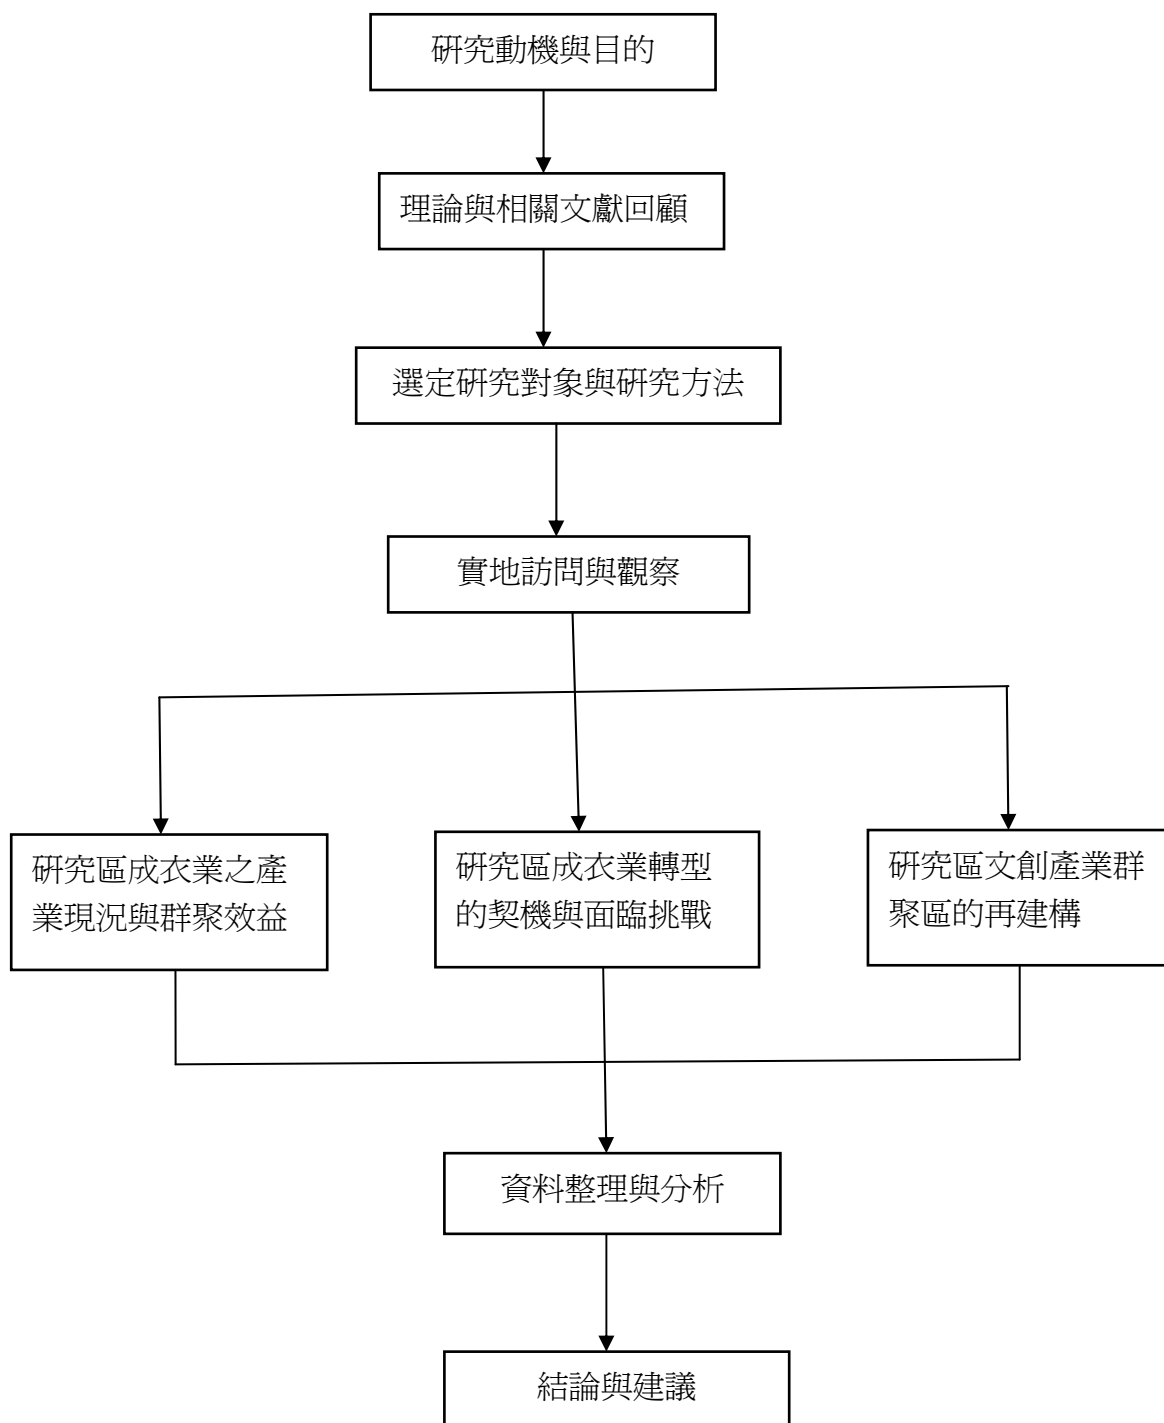 研究動機與目的
理論與相關文獻回顧
選定研究對象與研究方法
實地訪問與觀察
研究區成衣業之產
業現況與群聚效益
研究區成衣業轉型
的契機與面臨挑戰
研究區文創產業群
聚區的再建構
資料整理與分析
結論與建議